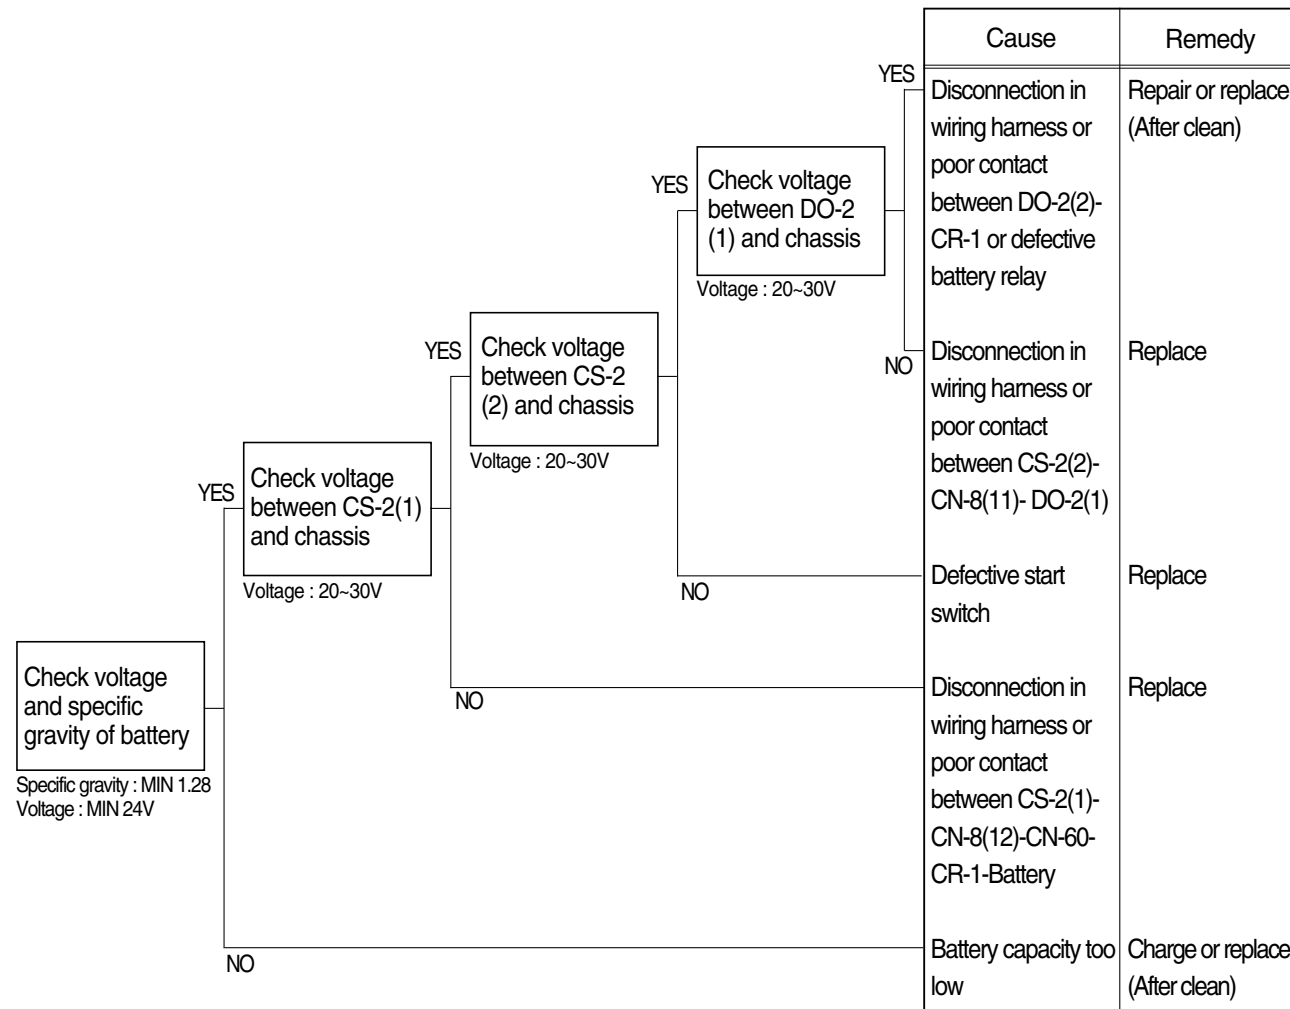 Cause
Remedy
YES
Disconnection in
wiring harness or
poor contact
between DO-2(2)-
CR-1 or defective
battery relay
Repair or replace
(After clean)
YES
Check voltage
between DO-2
(1) and chassis
Voltage : 20~30V
NO
Disconnection in
wiring harness or
poor contact
between CS-2(2)-
CN-8(11)- DO-2(1)
Replace
YES
Check voltage
between CS-2
(2) and chassis
Voltage : 20~30V
NO
Defective start
switch
Replace
YES
Check voltage
between CS-2(1)
and chassis
Voltage : 20~30V
NO
Disconnection in
wiring harness or
poor contact
between CS-2(1)-
CN-8(12)-CN-60-
CR-1-Battery
Replace
Check voltage
and specific
gravity of battery
Specific gravity : MIN 1.28
Voltage : MIN 24V
NO
Battery capacity too
low
Charge or replace
(After clean)